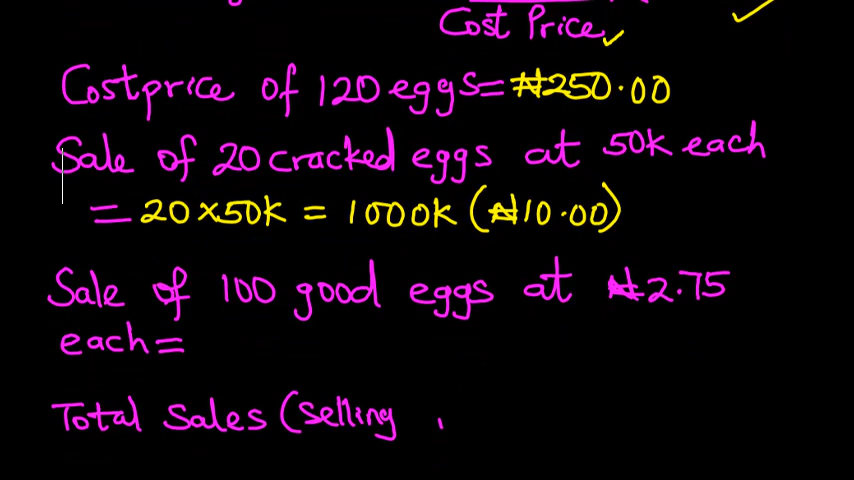 Cost Price
Costprice of 120 eggs = ₦250.00
Sale of 20 cracked eggs at 50k each
= 20 x 50k = 1000k (₦10.00)
Sale of 100 good eggs at ₦2.75
each =
Total Sales (Selling